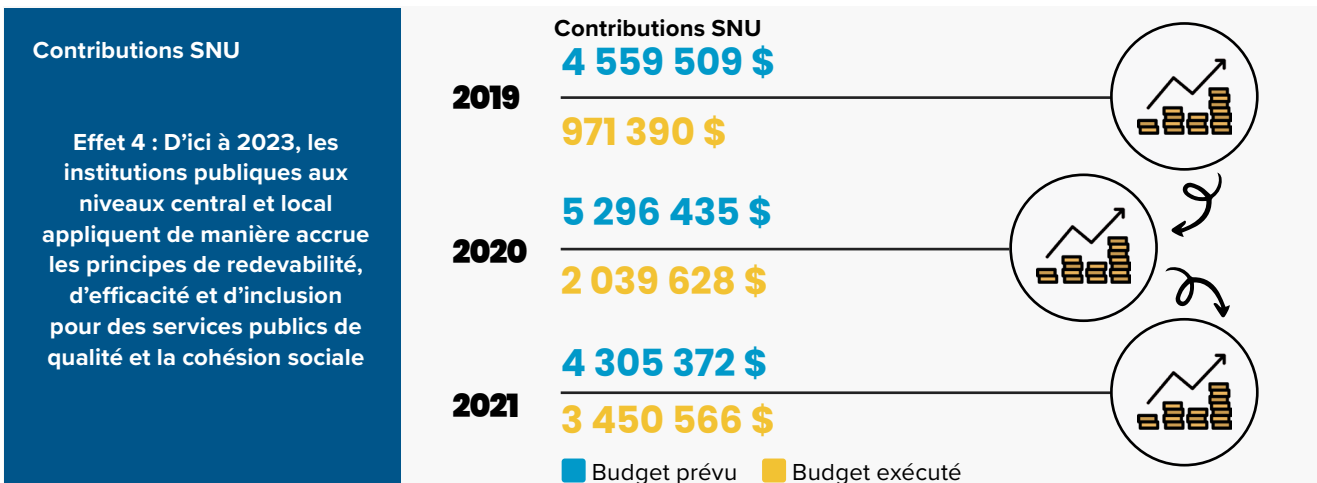 Contributions SNU
Effet 4 : D'ici à 2023, les
institutions publiques aux
niveaux central et local
appliquent de manière accrue
les principes de redevabilité,
d'efficacité et d'inclusion
pour des services publics de
qualité et la cohésion sociale
Contributions SNU
2019
4 559 509 $
971 390 $
2020
5 296 435 $
2 039 628 $
2021
4 305 372 $
3 450 566 $
Budget prévu
Budget exécuté